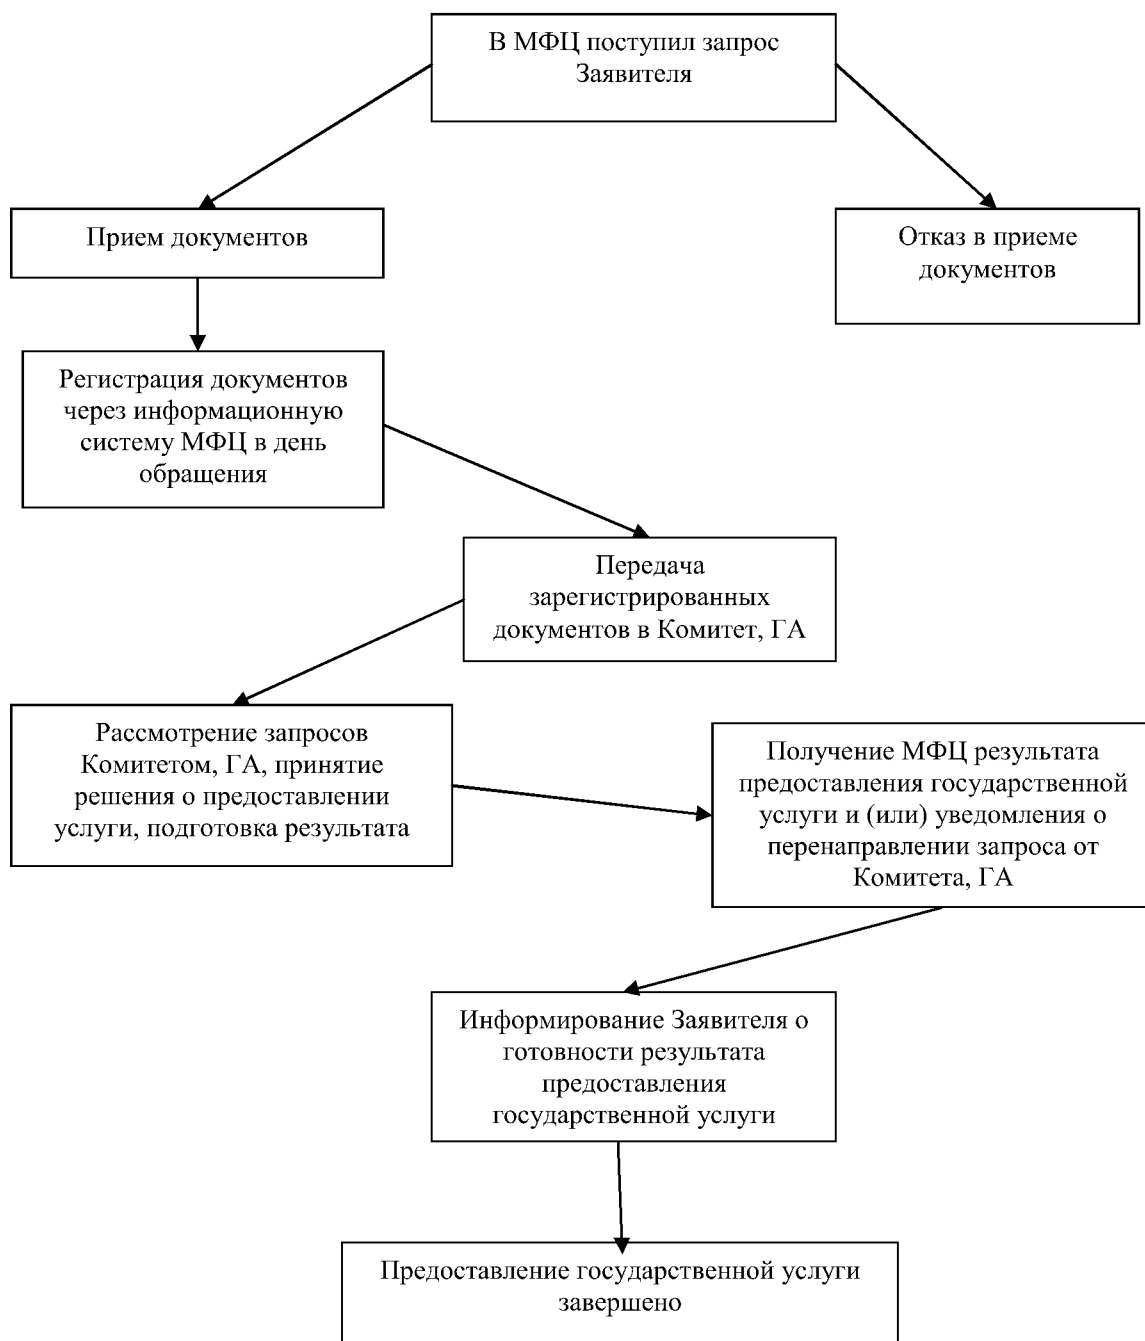 В МФЦ поступил запрос
Заявителя
Прием документов
Отказ в приеме
документов
Регистрация документов
через информационную
систему МФЦ в день
обращения
Передача
зарегистрированных
документов в Комитет, ГА
Рассмотрение запросов
Комитетом, ГА, принятие
решения о предоставлении
услуги, подготовка результата
Получение МФЦ результата
предоставления государственной
услуги и (или) уведомления о
перенаправлении запроса от
Комитета, ГА
Информирование Заявителя о
готовности результата
предоставления
государственной услуги
Предоставление государственной услуги
завершено